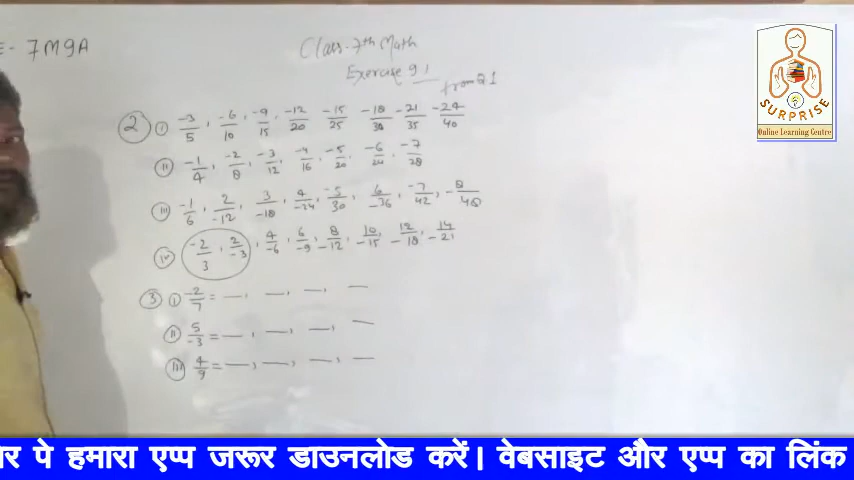 E- 7M9A
Class-7th Math
Exercise 9.1
from Q.1
② ① -3/5, -6/10, -9/15, -12/20 -15/25 -18/30 -21/35 -24/40
ⅱ -1/4, -2/8, -3/12, -4/16, -5/20, -6/24, -7/28
ⅲ -1/6, 2/-12, 3/-18, 4/-24, -5/30, 6/-36, -7/42, -8/48
ⅳ -2/3, 2/-3, 4/-6, 6/-9, 8/-12, 10/-15, 12/-18, 14/-21
③ ① -2/7 = —, —, —, —
ⅱ 5/-3 = —, —, —, —
ⅲ 4/9 = —, —, —, —
SURPRISE
Online Learning Centre
पे हमारा एप्प जरूर डाउनलोड करें। वेबसाइट और एप्प का लिंक